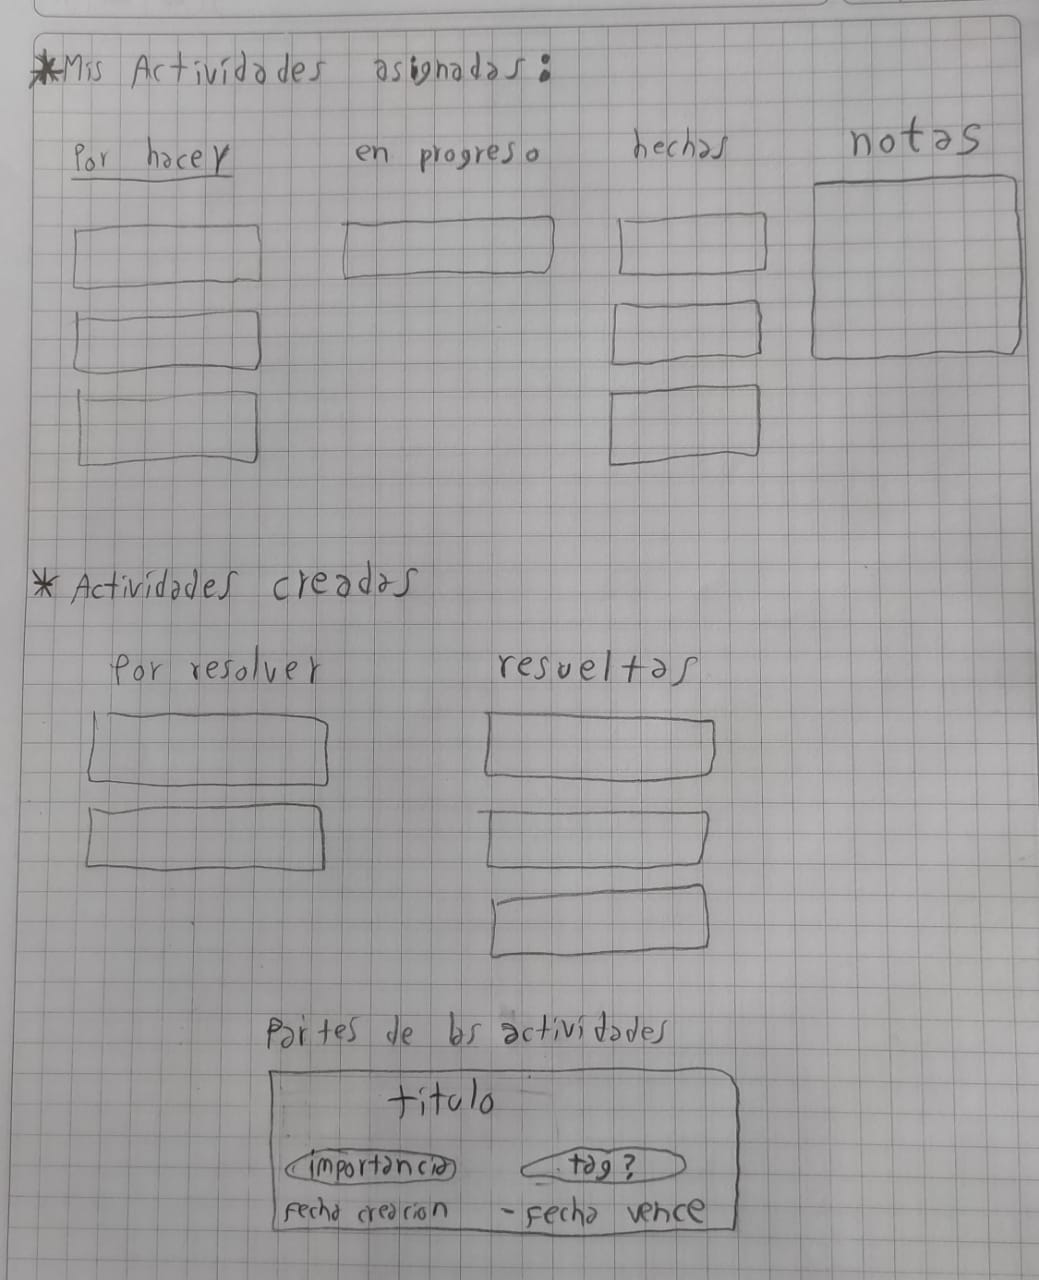 * Mis Actividades asignadas:
Por hacer en progreso hechas notas
* Actividades creadas
Por resolver resueltas
Partes de las actividades
título
importancia tag?
Fecha creacion - Fecha vence